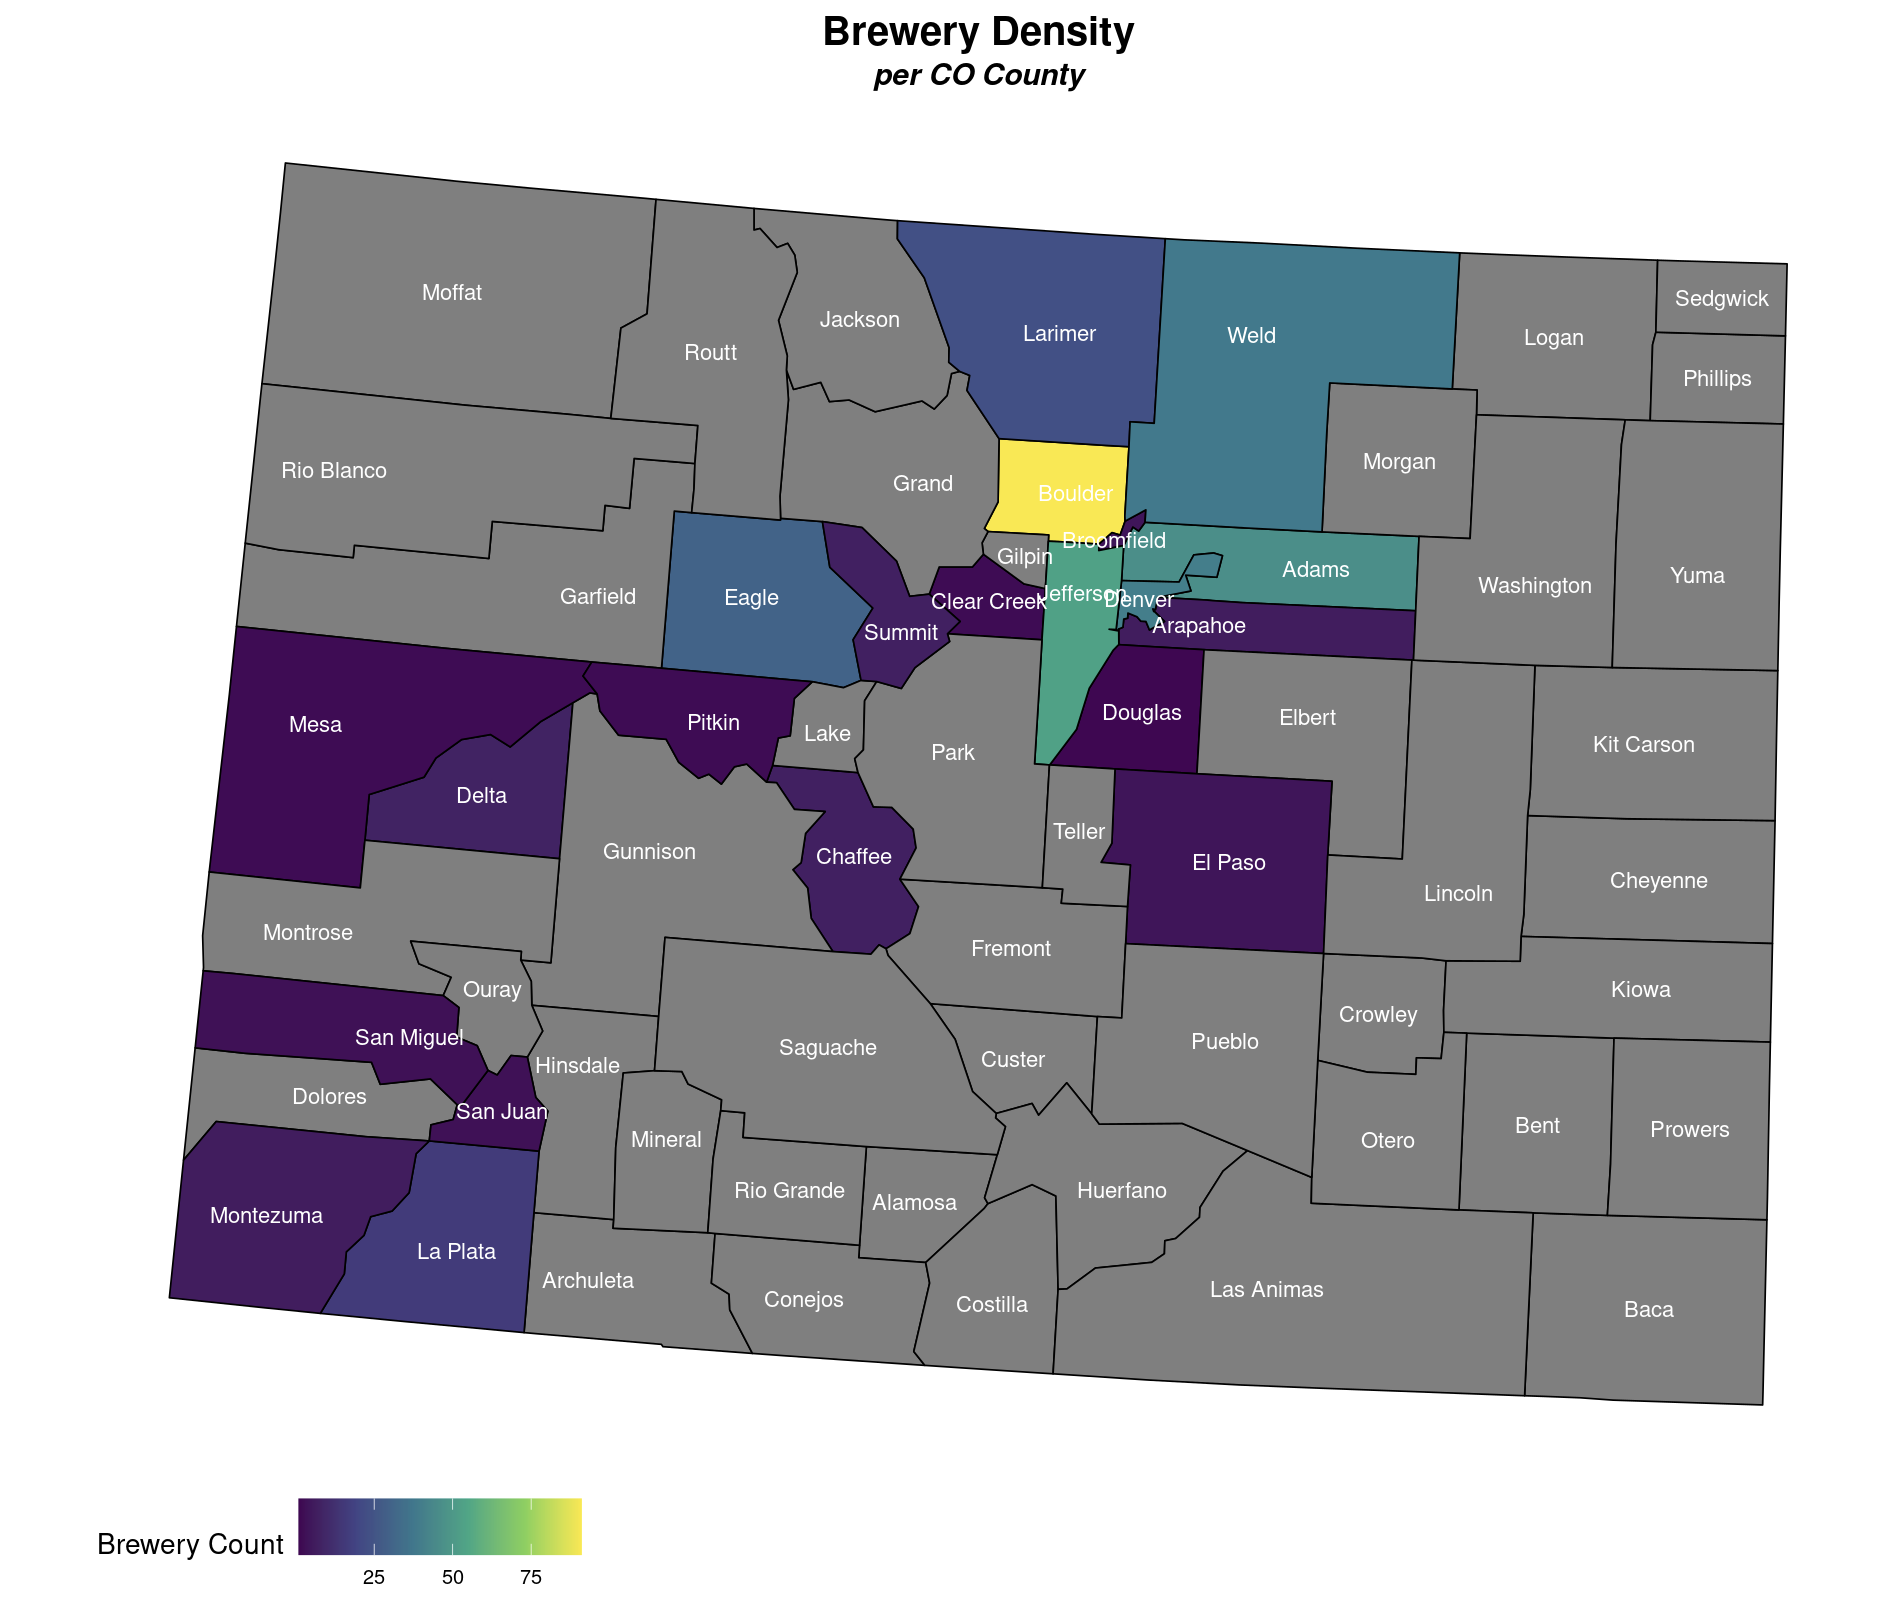 Brewery Density
per CO County
Moffat
Routt
Jackson
Larimer
Weld
Logan
Sedgwick
Phillips
Rio Blanco
Grand
Boulder
Morgan
Washington
Yuma
Garfield
Eagle
Summit
Gilpin
Clear Creek
Jefferson
Broomfield
Denver
Adams
Arapahoe
Mesa
Pitkin
Lake
Park
Douglas
Elbert
Kit Carson
Delta
Gunnison
Chaffee
Teller
El Paso
Lincoln
Cheyenne
Montrose
Ouray
Fremont
Kiowa
San Miguel
Hinsdale
Saguache
Custer
Pueblo
Crowley
Dolores
San Juan
Mineral
Rio Grande
Alamosa
Huerfano
Otero
Bent
Prowers
Montezuma
La Plata
Archuleta
Conejos
Costilla
Las Animas
Baca
Brewery Count
25 50 75